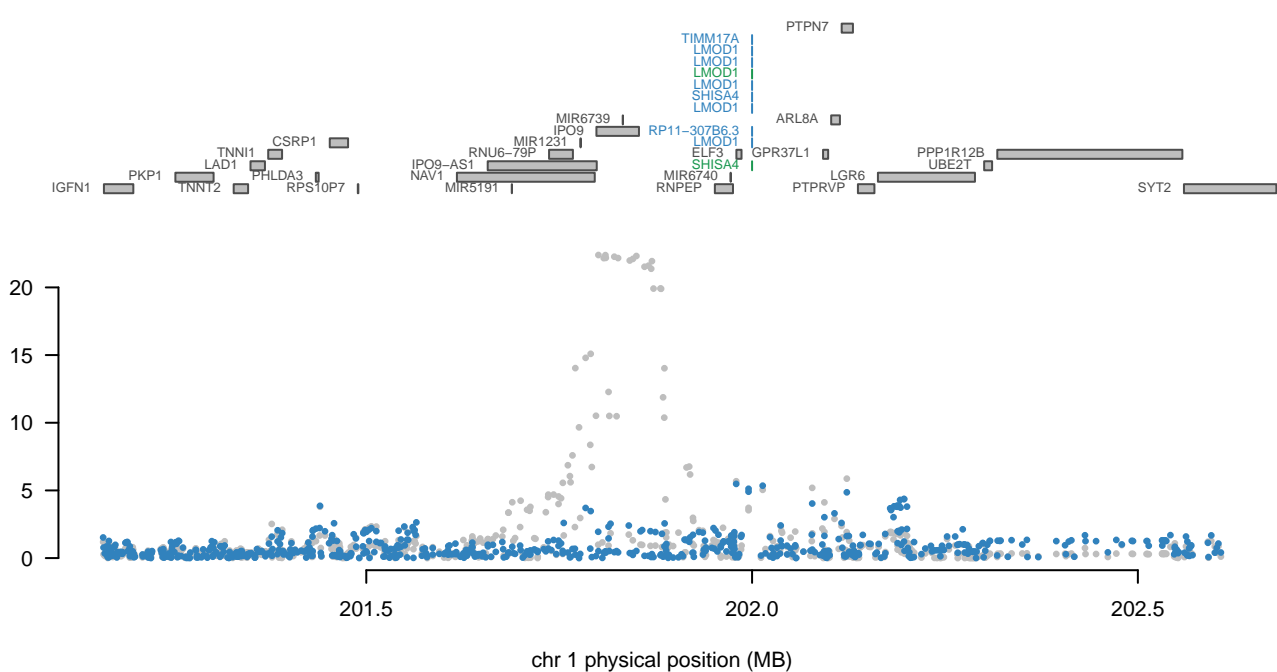 PTPN7
TIMM17A
LMOD1
LMOD1
LMOD1
LMOD1
SHISA4
LMOD1
MIR6739 ARL8A
IPO9 RP11−307B6.3
CSRP1 MIR1231 LMOD1
TNNI1 RNU6−79P ELF3 GPR37L1 PPP1R12B
LAD1 IPO9−AS1 SHISA4 UBE2T
PKP1 PHLDA3 NAV1 MIR6740 LGR6
IGFN1 TNNT2 RPS10P7 MIR5191 RNPEP PTPRVP SYT2
20
15
10
5
0
201.5 202.0 202.5
chr 1 physical position (MB)